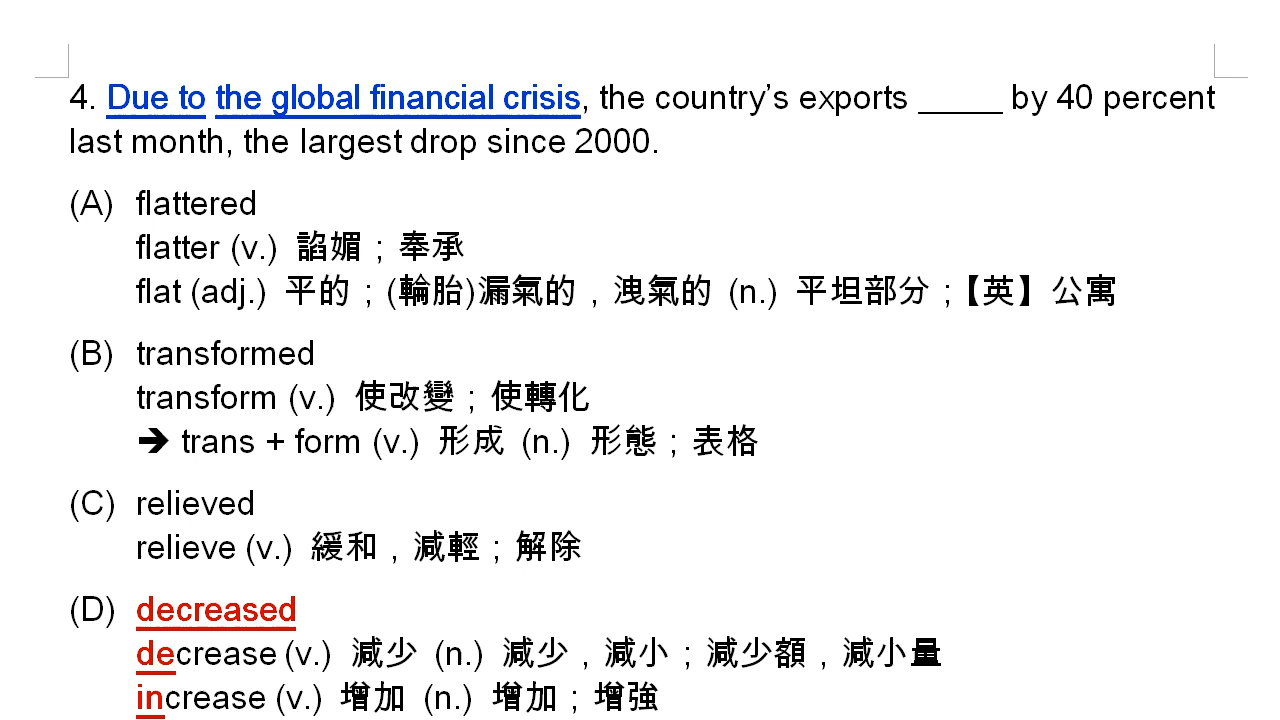 4. Due to the global financial crisis, the country’s exports _____ by 40 percent
last month, the largest drop since 2000.
(A) flattered
flatter (v.) 諂媚；奉承
flat (adj.) 平的；(輪胎)漏氣的，洩氣的 (n.) 平坦部分；【英】公寓
(B) transformed
transform (v.) 使改變；使轉化
➔ trans + form (v.) 形成 (n.) 形態；表格
(C) relieved
relieve (v.) 緩和，減輕；解除
(D) decreased
decrease (v.) 減少 (n.) 減少，減小；減少額，減小量
increase (v.) 增加 (n.) 增加；增強